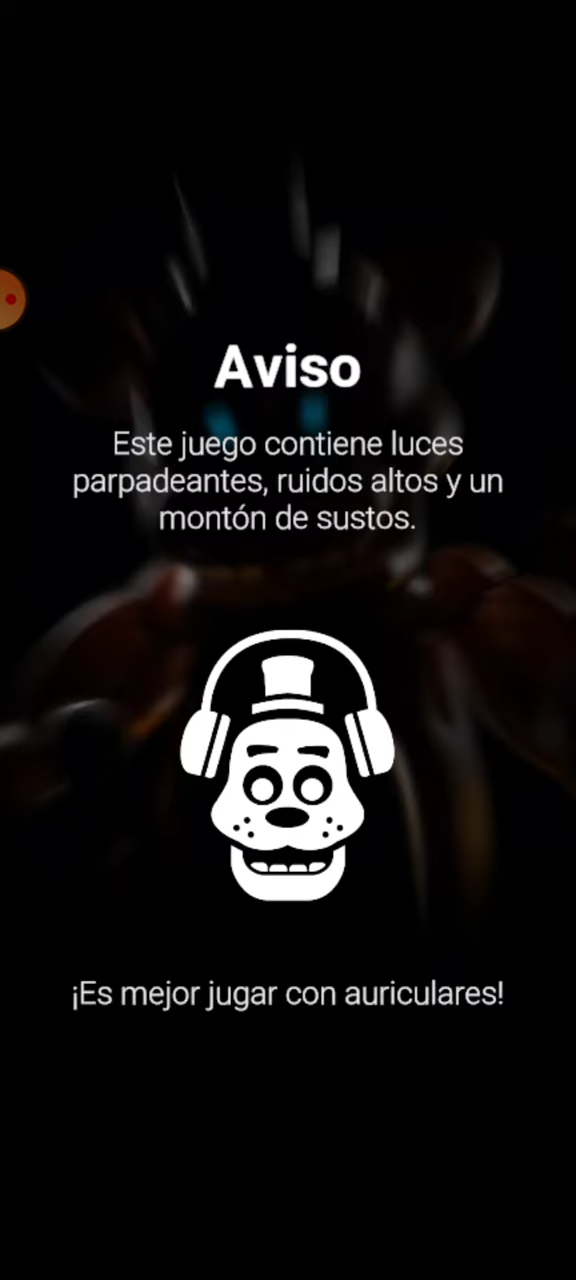 Aviso
Este juego contiene luces
parpadeantes, ruidos altos y un
montón de sustos.
¡Es mejor jugar con auriculares!